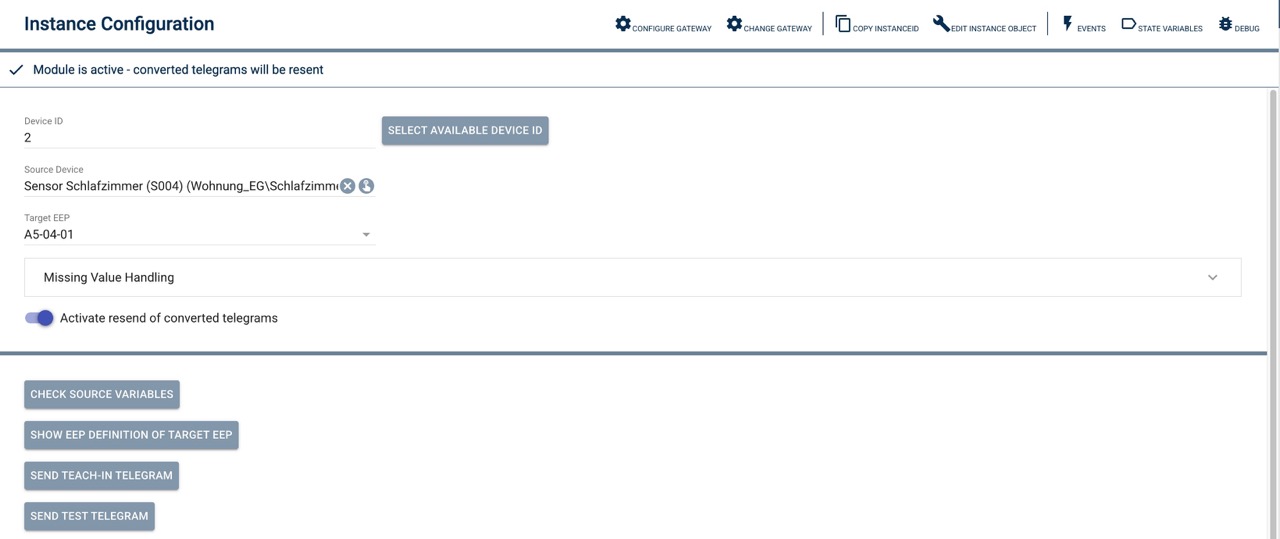 Instance Configuration
CONFIGURE GATEWAY CHANGE GATEWAY COPY INSTANCEID EDIT INSTANCE OBJECT EVENTS STATE VARIABLES DEBUG
Module is active - converted telegrams will be resent
Device ID
2
SELECT AVAILABLE DEVICE ID
Source Device
Sensor Schlafzimmer (S004) (Wohnung_EG\Schlafzimm
Target EEP
A5-04-01
Missing Value Handling
Activate resend of converted telegrams
CHECK SOURCE VARIABLES
SHOW EEP DEFINITION OF TARGET EEP
SEND TEACH-IN TELEGRAM
SEND TEST TELEGRAM